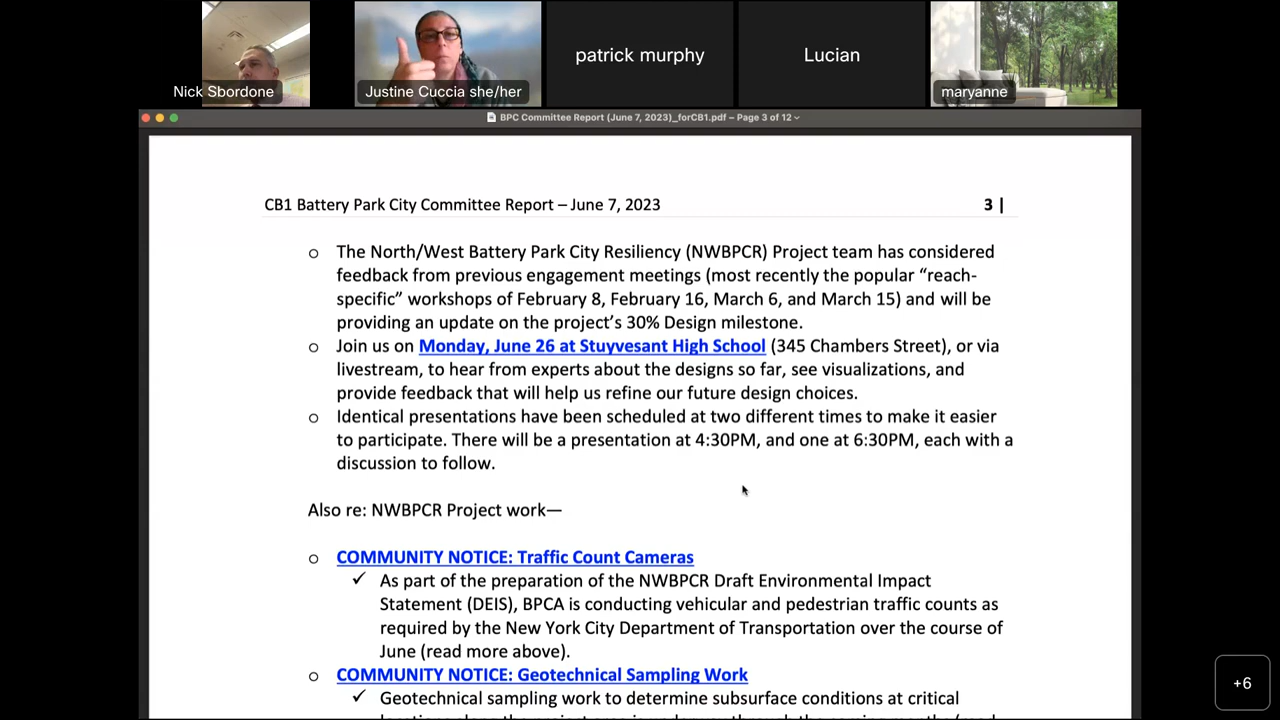 Nick Sbordone
Justine Cuccia she/her
patrick murphy
Lucian
maryanne
BPC Committee Report (June 7, 2023)_forCB1.pdf – Page 3 of 12
CB1 Battery Park City Committee Report – June 7, 2023 3 |
o The North/West Battery Park City Resiliency (NWBPCR) Project team has considered
feedback from previous engagement meetings (most recently the popular “reach-
specific” workshops of February 8, February 16, March 6, and March 15) and will be
providing an update on the project’s 30% Design milestone.
o Join us on Monday, June 26 at Stuyvesant High School (345 Chambers Street), or via
livestream, to hear from experts about the designs so far, see visualizations, and
provide feedback that will help us refine our future design choices.
o Identical presentations have been scheduled at two different times to make it easier
to participate. There will be a presentation at 4:30PM, and one at 6:30PM, each with a
discussion to follow.
Also re: NWBPCR Project work—
o COMMUNITY NOTICE: Traffic Count Cameras
✓ As part of the preparation of the NWBPCR Draft Environmental Impact
Statement (DEIS), BPCA is conducting vehicular and pedestrian traffic counts as
required by the New York City Department of Transportation over the course of
June (read more above).
o COMMUNITY NOTICE: Geotechnical Sampling Work
✓ Geotechnical sampling work to determine subsurface conditions at critical
+6